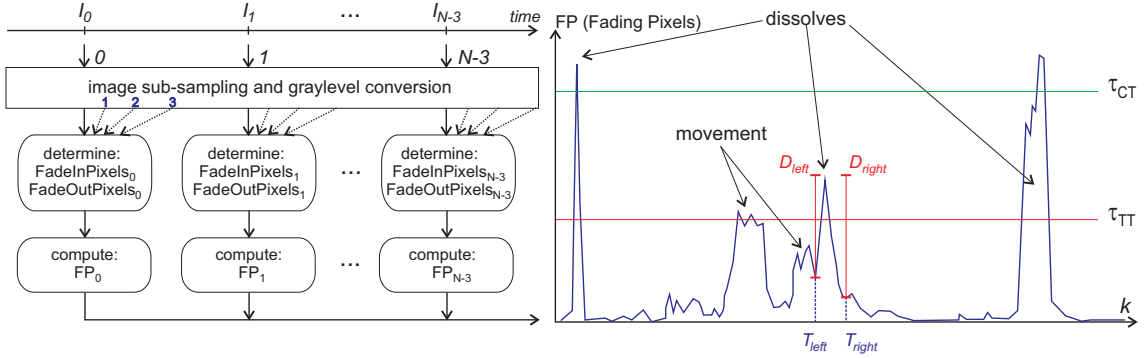 I0 I1 ... IN-3 time
0 1 N-3
image sub-sampling and graylevel conversion
1 2 3
determine:
FadeInPixels0
FadeOutPixels0
determine:
FadeInPixels1
FadeOutPixels1
...
determine:
FadeInPixelsN-3
FadeOutPixelsN-3
compute:
FP0
compute:
FP1
...
compute:
FPN-3
FP (Fading Pixels)
dissolves
τCT
movement
Dleft Dright
τTT
k
Tleft Tright